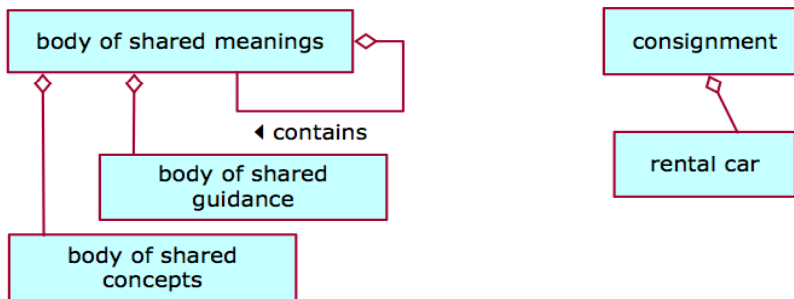 body of shared meanings
consignment
◄ contains
body of shared
guidance
rental car
body of shared
concepts